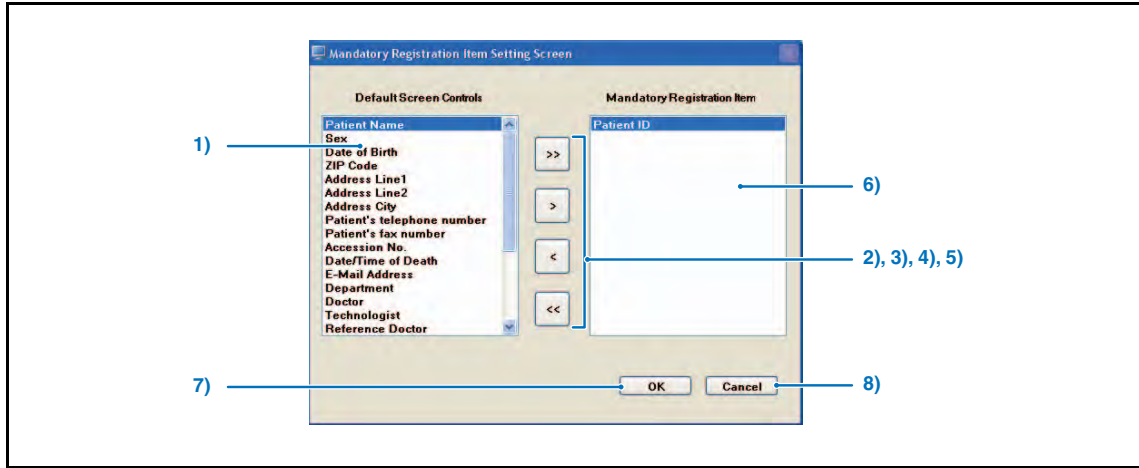 Mandatory Registration Item Setting Screen
Default Screen Controls
Mandatory Registration Item
1)
Patient Name
Sex
Date of Birth
ZIP Code
Address Line1
Address Line2
Address City
Patient's telephone number
Patient's fax number
Accession No.
Date/Time of Death
E-Mail Address
Department
Doctor
Technologist
Reference Doctor
>>
>
<
<<
Patient ID
6)
2), 3), 4), 5)
7)
OK
Cancel
8)